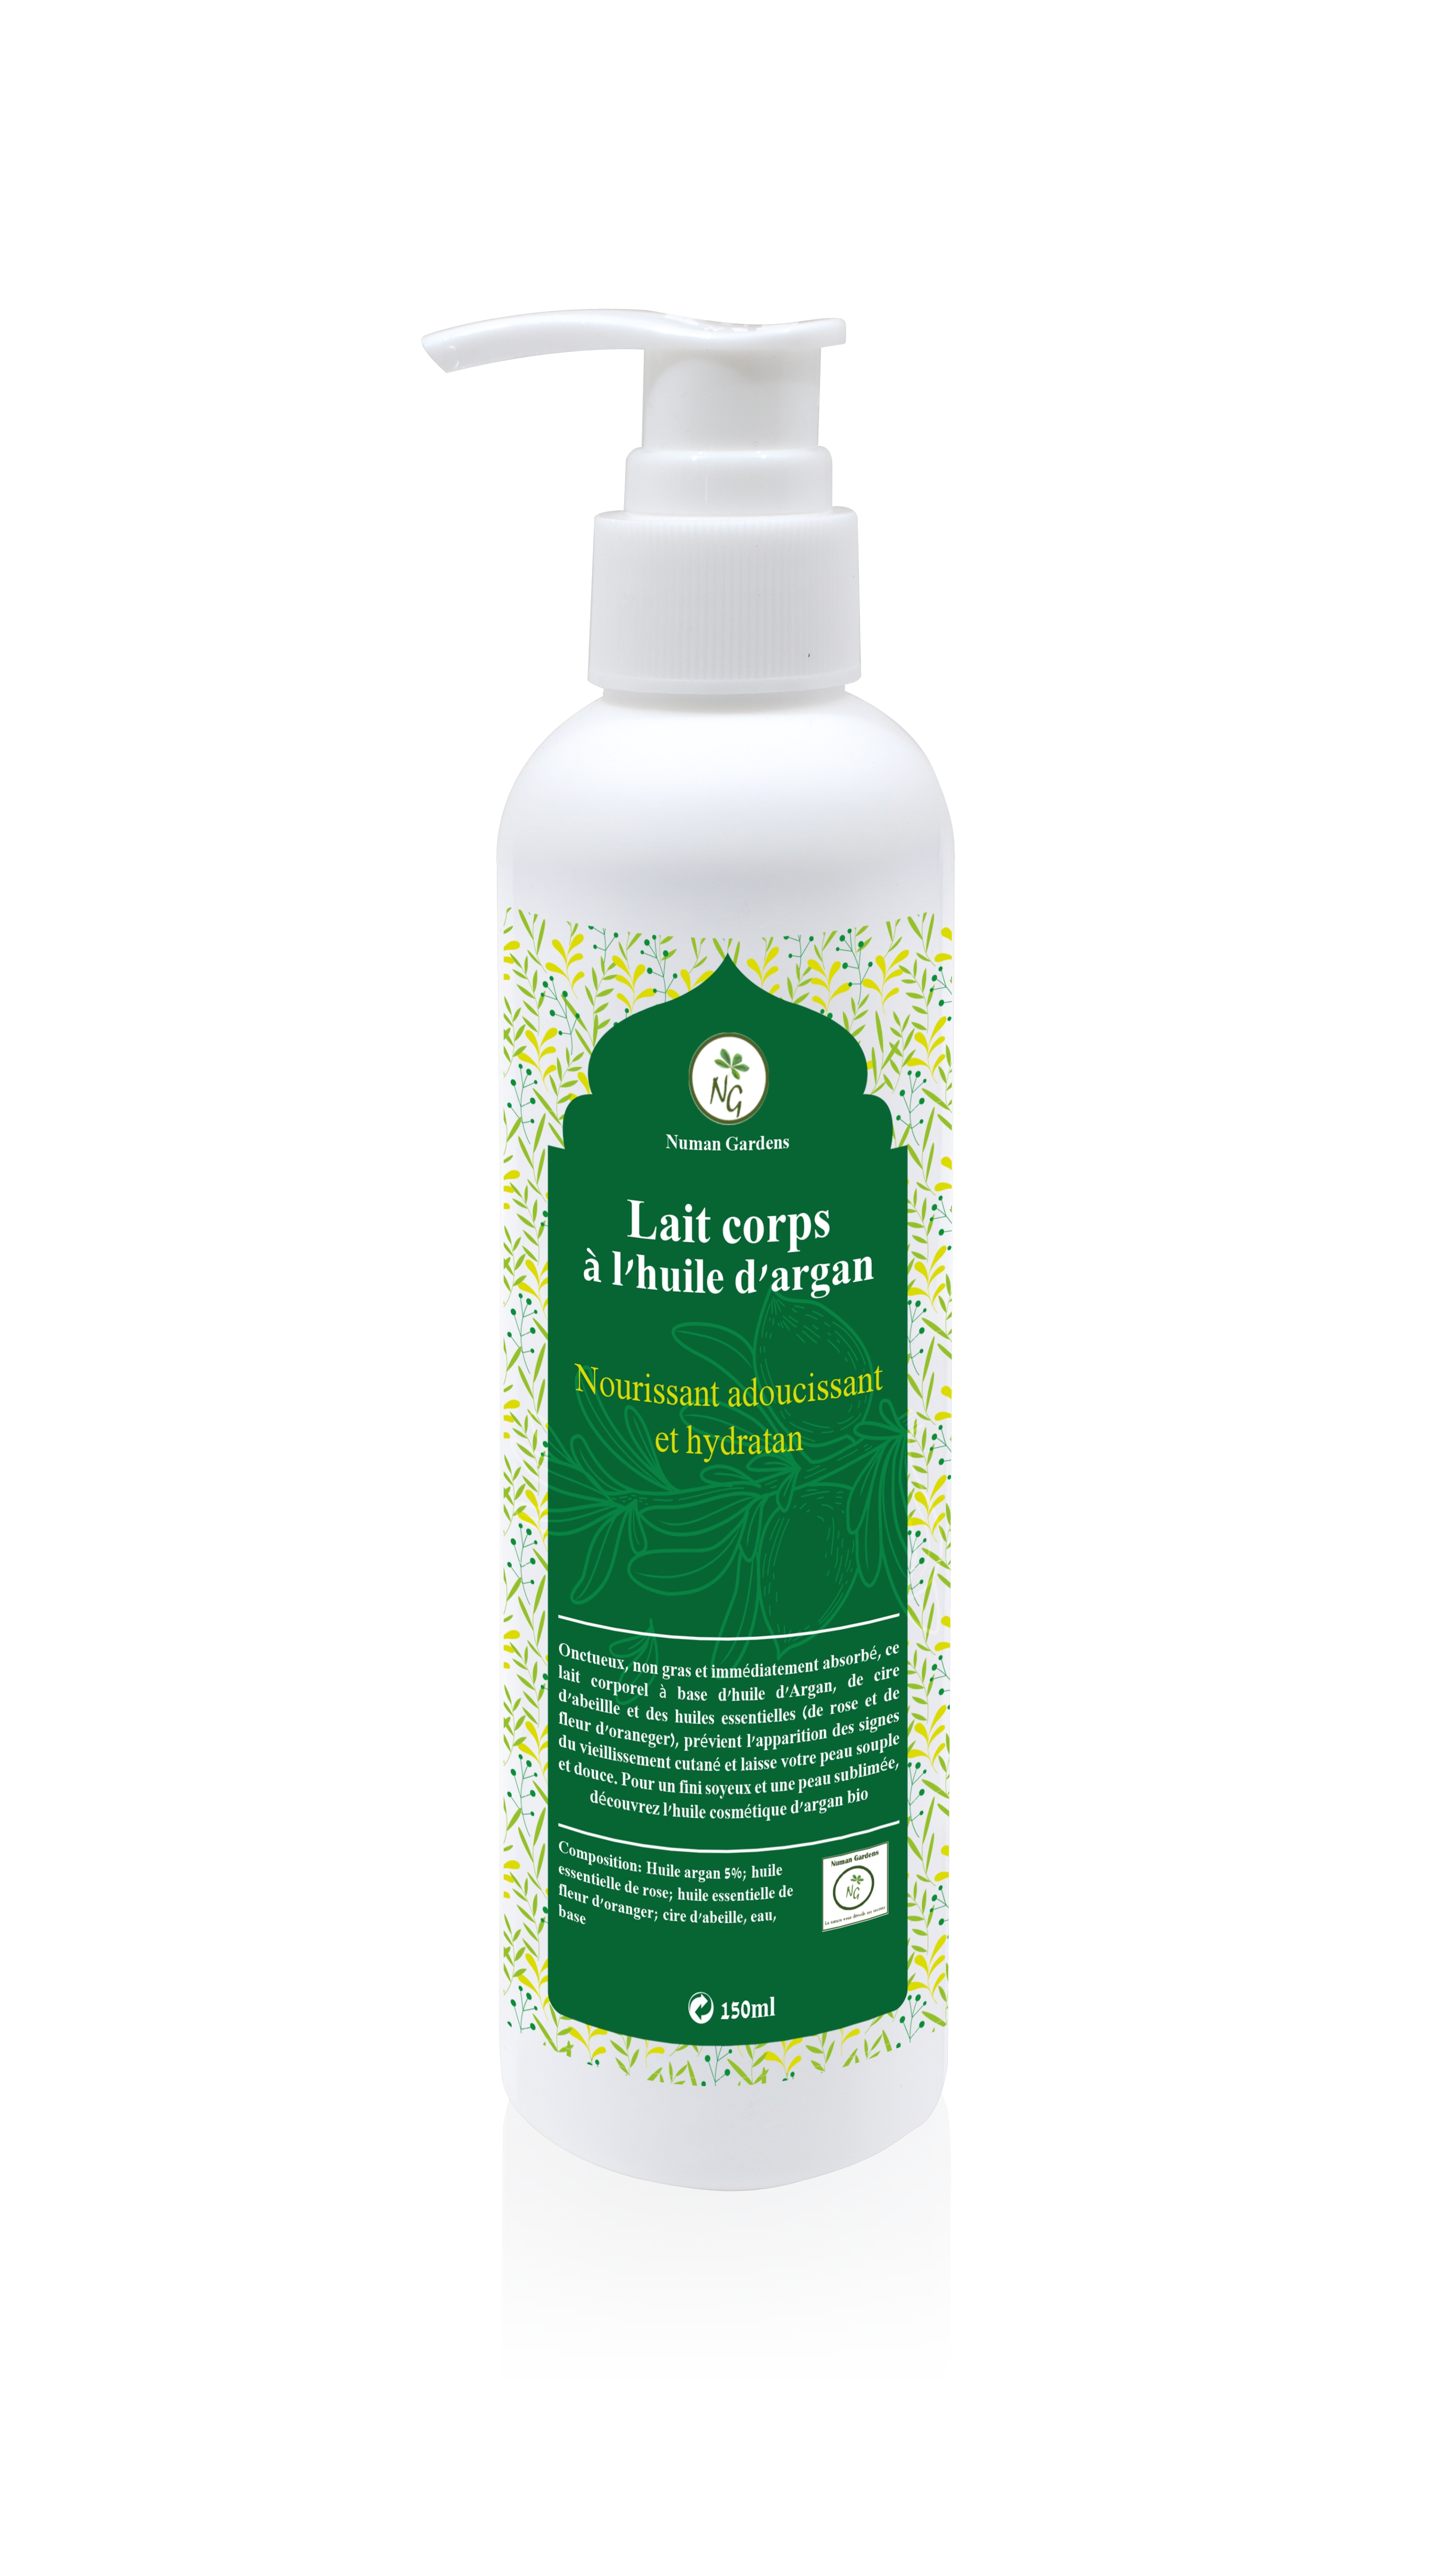 NG
Numan Gardens
Lait corps
à l'huile d'argan
Nourissant adoucissant
et hydratan
Onctueux, non gras et immédiatement absorbé, ce
lait corporel à base d'huile d'Argan, de cire
d'abeillle et des huiles essentielles (de rose et de
fleur d'oraneger), prévient l'apparition des signes
du vieillissement cutané et laisse votre peau souple
et douce. Pour un fini soyeux et une peau sublimée,
découvrez l'huile cosmétique d'argan bio
Composition: Huile argan 5%; huile
essentielle de rose; huile essentielle de
fleur d'oranger; cire d'abeille, eau,
base
Numan Gardens
NG
150ml